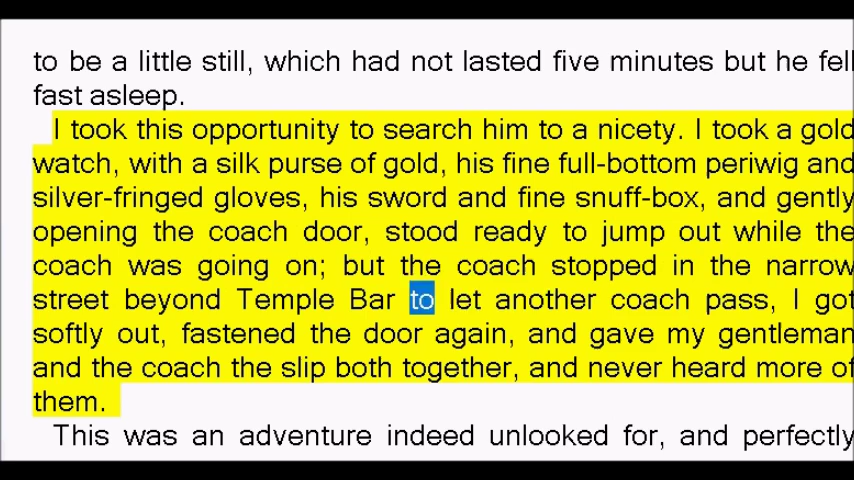 to be a little still, which had not lasted five minutes but he fell
fast asleep.
I took this opportunity to search him to a nicety. I took a gold
watch, with a silk purse of gold, his fine full-bottom periwig and
silver-fringed gloves, his sword and fine snuff-box, and gently
opening the coach door, stood ready to jump out while the
coach was going on; but the coach stopped in the narrow
street beyond Temple Bar to let another coach pass, I got
softly out, fastened the door again, and gave my gentleman
and the coach the slip both together, and never heard more of
them.
This was an adventure indeed unlooked for, and perfectly